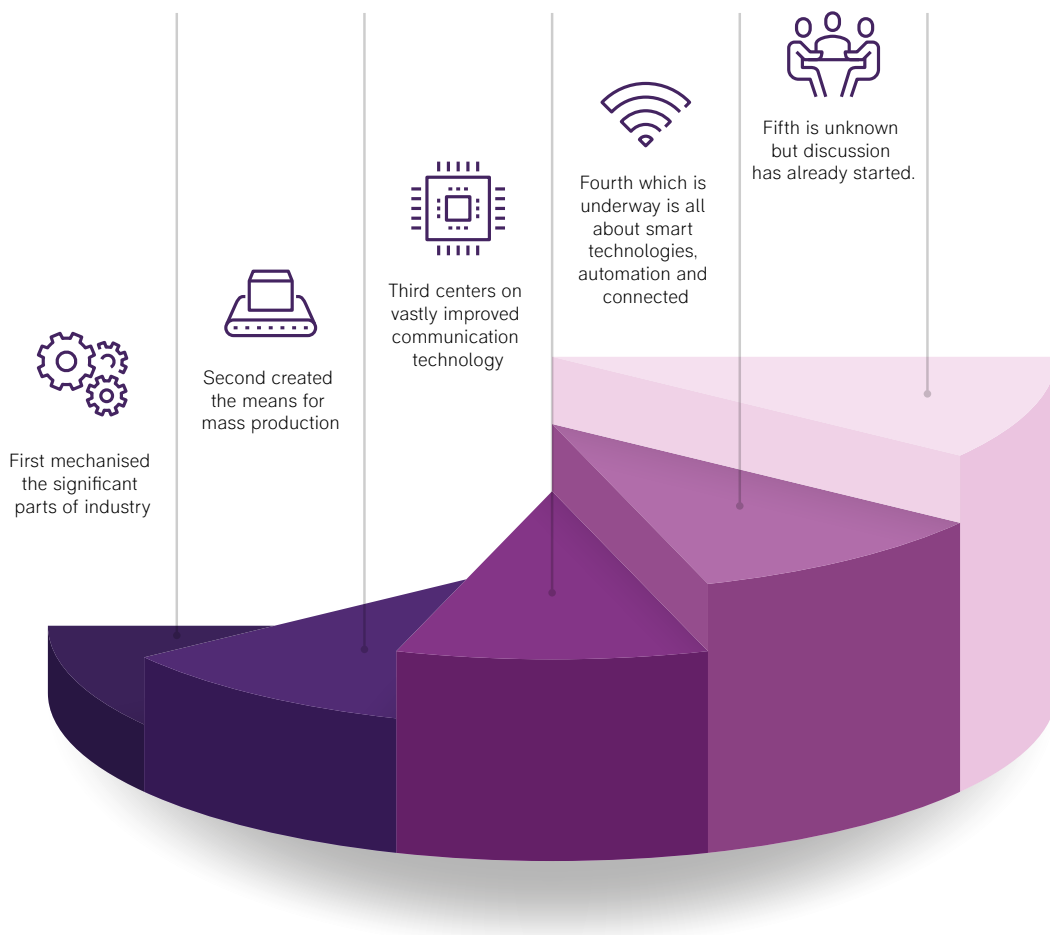 First mechanised
the significant
parts of industry
Second created
the means for
mass production
Third centers on
vastly improved
communication
technology
Fourth which is
underway is all
about smart
technologies,
automation and
connected
Fifth is unknown
but discussion
has already started.